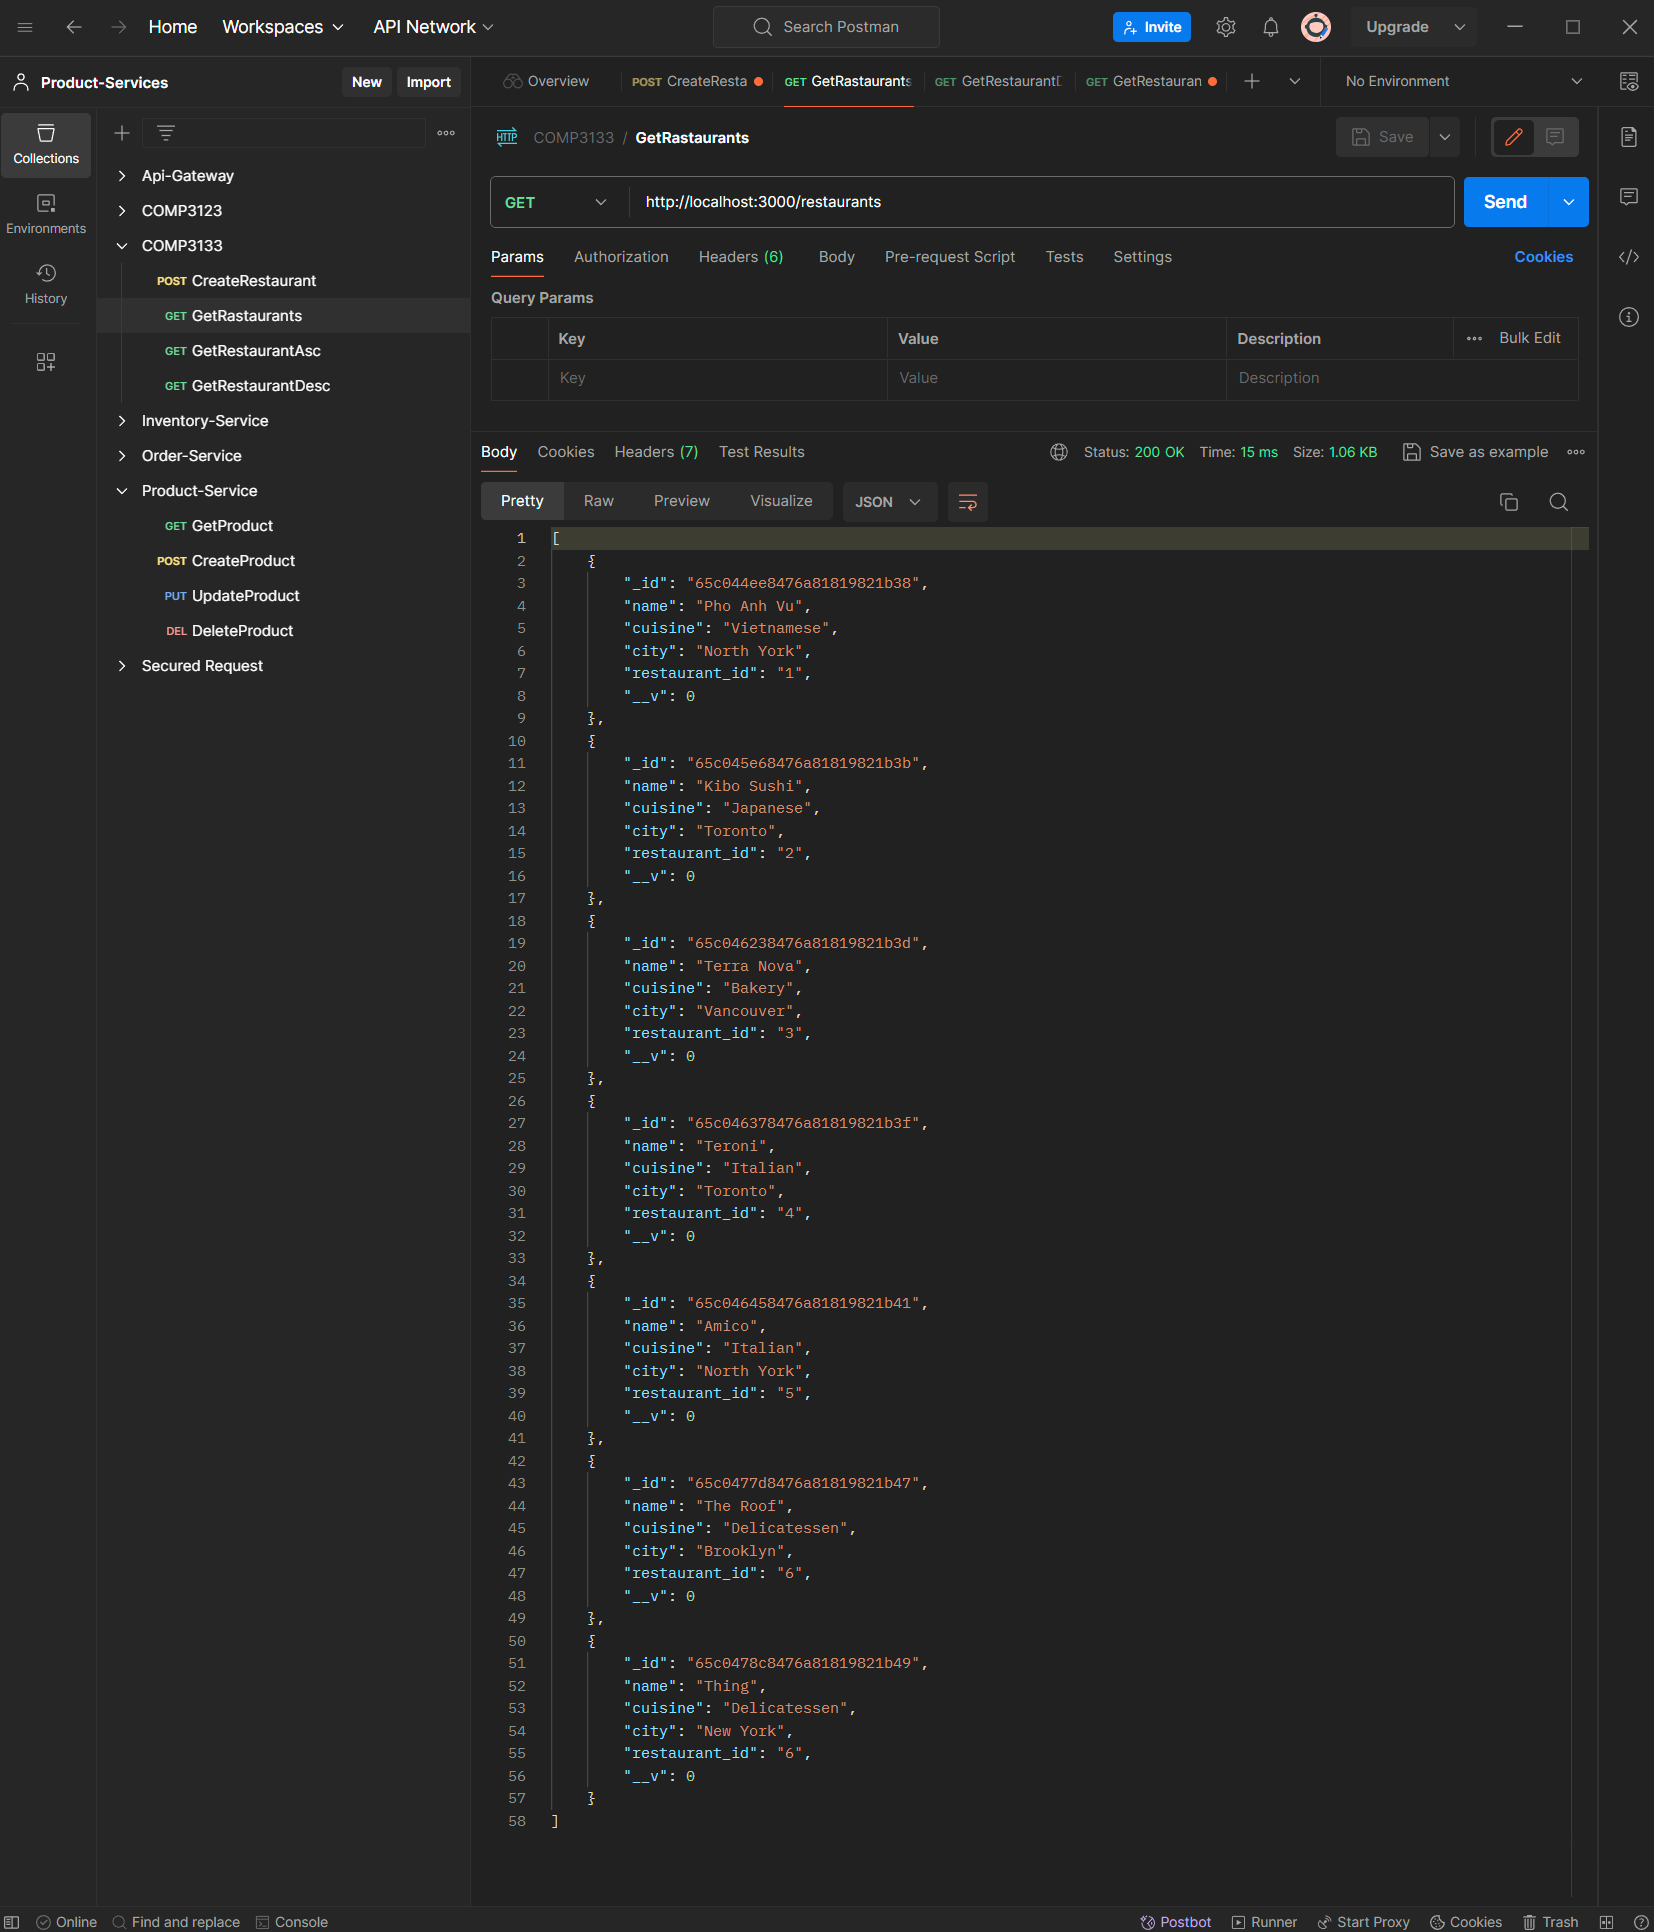 Home Workspaces API Network Search Postman Invite Upgrade
Product-Services New Import
Overview POST CreateResta GET GetRastaurants GET GetRestaurantD GET GetRestauran No Environment
Collections
Environments
History
Api-Gateway
COMP3123
COMP3133
POST CreateRestaurant
GET GetRastaurants
GET GetRestaurantAsc
GET GetRestaurantDesc
Inventory-Service
Order-Service
Product-Service
GET GetProduct
POST CreateProduct
PUT UpdateProduct
DEL DeleteProduct
Secured Request
HTTP COMP3133 / GetRastaurants Save
GET http://localhost:3000/restaurants Send
Params Authorization Headers (6) Body Pre-request Script Tests Settings Cookies
Query Params
Key Value Description Bulk Edit
Key Value Description
Body Cookies Headers (7) Test Results Status: 200 OK Time: 15 ms Size: 1.06 KB Save as example
Pretty Raw Preview Visualize JSON
1 [
2 {
3 "_id": "65c044ee8476a81819821b38",
4 "name": "Pho Anh Vu",
5 "cuisine": "Vietnamese",
6 "city": "North York",
7 "restaurant_id": "1",
8 "__v": 0
9 },
10 {
11 "_id": "65c045e68476a81819821b3b",
12 "name": "Kibo Sushi",
13 "cuisine": "Japanese",
14 "city": "Toronto",
15 "restaurant_id": "2",
16 "__v": 0
17 },
18 {
19 "_id": "65c046238476a81819821b3d",
20 "name": "Terra Nova",
21 "cuisine": "Bakery",
22 "city": "Vancouver",
23 "restaurant_id": "3",
24 "__v": 0
25 },
26 {
27 "_id": "65c046378476a81819821b3f",
28 "name": "Teroni",
29 "cuisine": "Italian",
30 "city": "Toronto",
31 "restaurant_id": "4",
32 "__v": 0
33 },
34 {
35 "_id": "65c046458476a81819821b41",
36 "name": "Amico",
37 "cuisine": "Italian",
38 "city": "North York",
39 "restaurant_id": "5",
40 "__v": 0
41 },
42 {
43 "_id": "65c0477d8476a81819821b47",
44 "name": "The Roof",
45 "cuisine": "Delicatessen",
46 "city": "Brooklyn",
47 "restaurant_id": "6",
48 "__v": 0
49 },
50 {
51 "_id": "65c0478c8476a81819821b49",
52 "name": "Thing",
53 "cuisine": "Delicatessen",
54 "city": "New York",
55 "restaurant_id": "6",
56 "__v": 0
57 }
58 ]
Online Find and replace Console Postbot Runner Start Proxy Cookies Trash